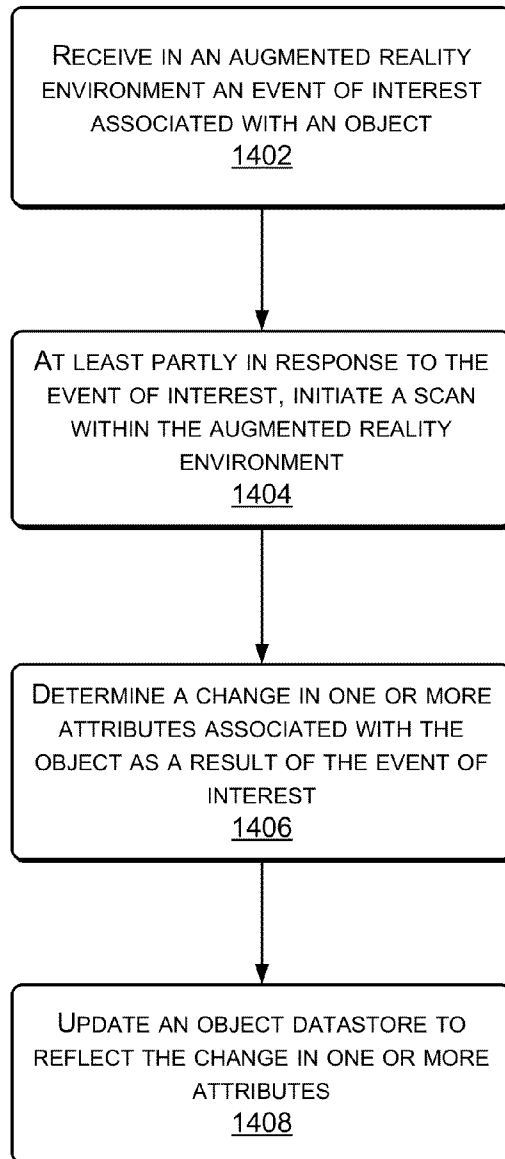 RECEIVE IN AN AUGMENTED REALITY
ENVIRONMENT AN EVENT OF INTEREST
ASSOCIATED WITH AN OBJECT
1402
AT LEAST PARTLY IN RESPONSE TO THE
EVENT OF INTEREST, INITIATE A SCAN
WITHIN THE AUGMENTED REALITY
ENVIRONMENT
1404
DETERMINE A CHANGE IN ONE OR MORE
ATTRIBUTES ASSOCIATED WITH THE
OBJECT AS A RESULT OF THE EVENT OF
INTEREST
1406
UPDATE AN OBJECT DATASTORE TO
REFLECT THE CHANGE IN ONE OR MORE
ATTRIBUTES
1408